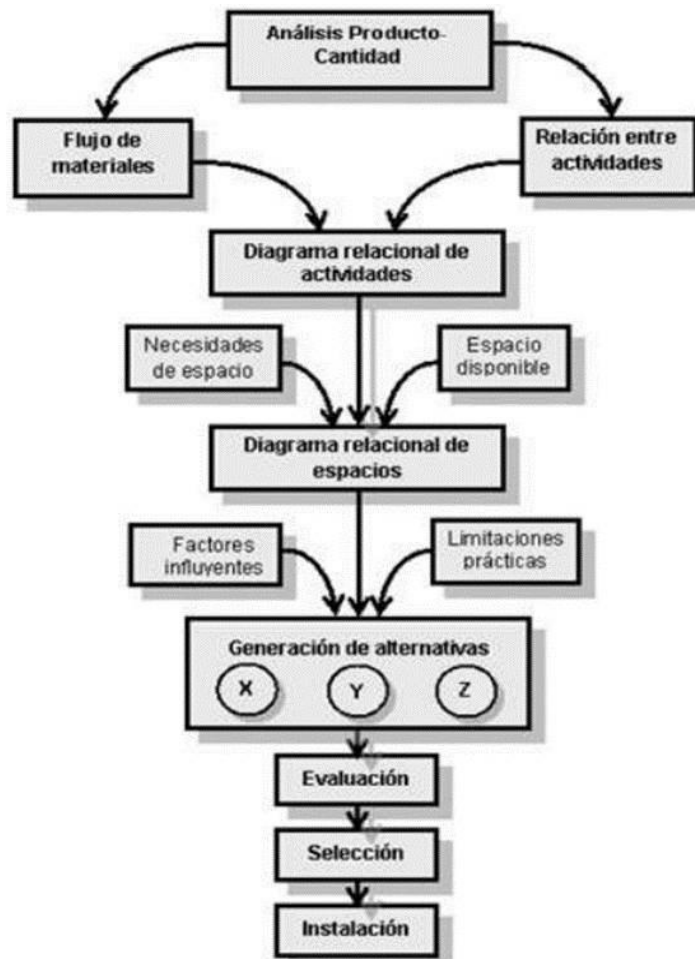 Análisis Producto-
Cantidad
Flujo de
materiales
Relación entre
actividades
Diagrama relacional de
actividades
Necesidades
de espacio
Espacio
disponible
Diagrama relacional de
espacios
Factores
influyentes
Limitaciones
prácticas
Generación de alternativas
X Y Z
Evaluación
Selección
Instalación